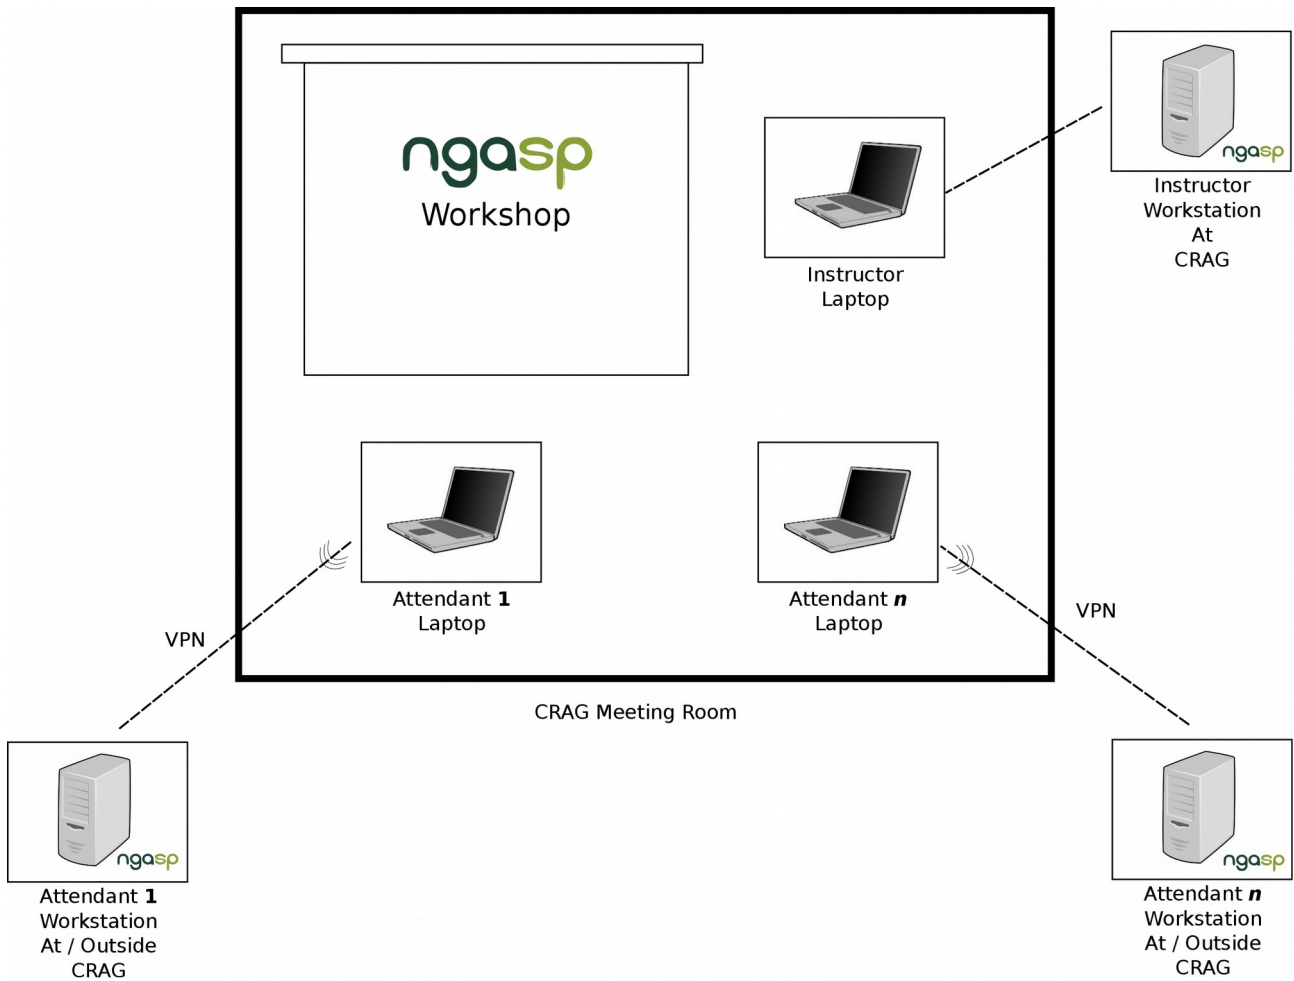 ngasp
Workshop
ngasp
Instructor
Workstation
At
CRAG
Instructor
Laptop
Attendant 1
Laptop
Attendant n
Laptop
VPN
VPN
CRAG Meeting Room
ngasp
Attendant 1
Workstation
At / Outside
CRAG
ngasp
Attendant n
Workstation
At / Outside
CRAG